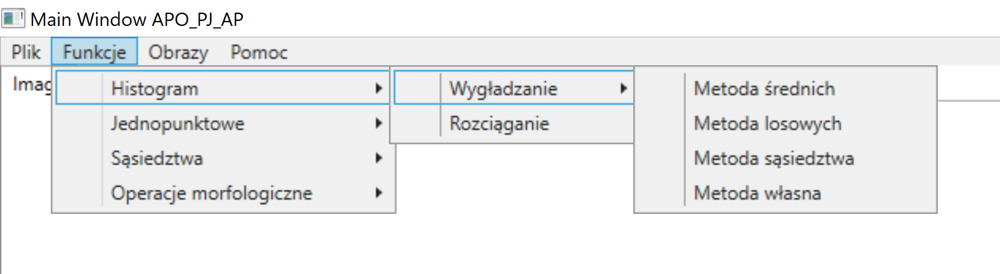 Main Window APO_PJ_AP
Plik Funkcje Obrazy Pomoc
Imag
Histogram Wygładzanie Metoda średnich
Jednopunktowe Rozciąganie Metoda losowych
Sąsiedztwa Metoda sąsiedztwa
Operacje morfologiczne Metoda własna